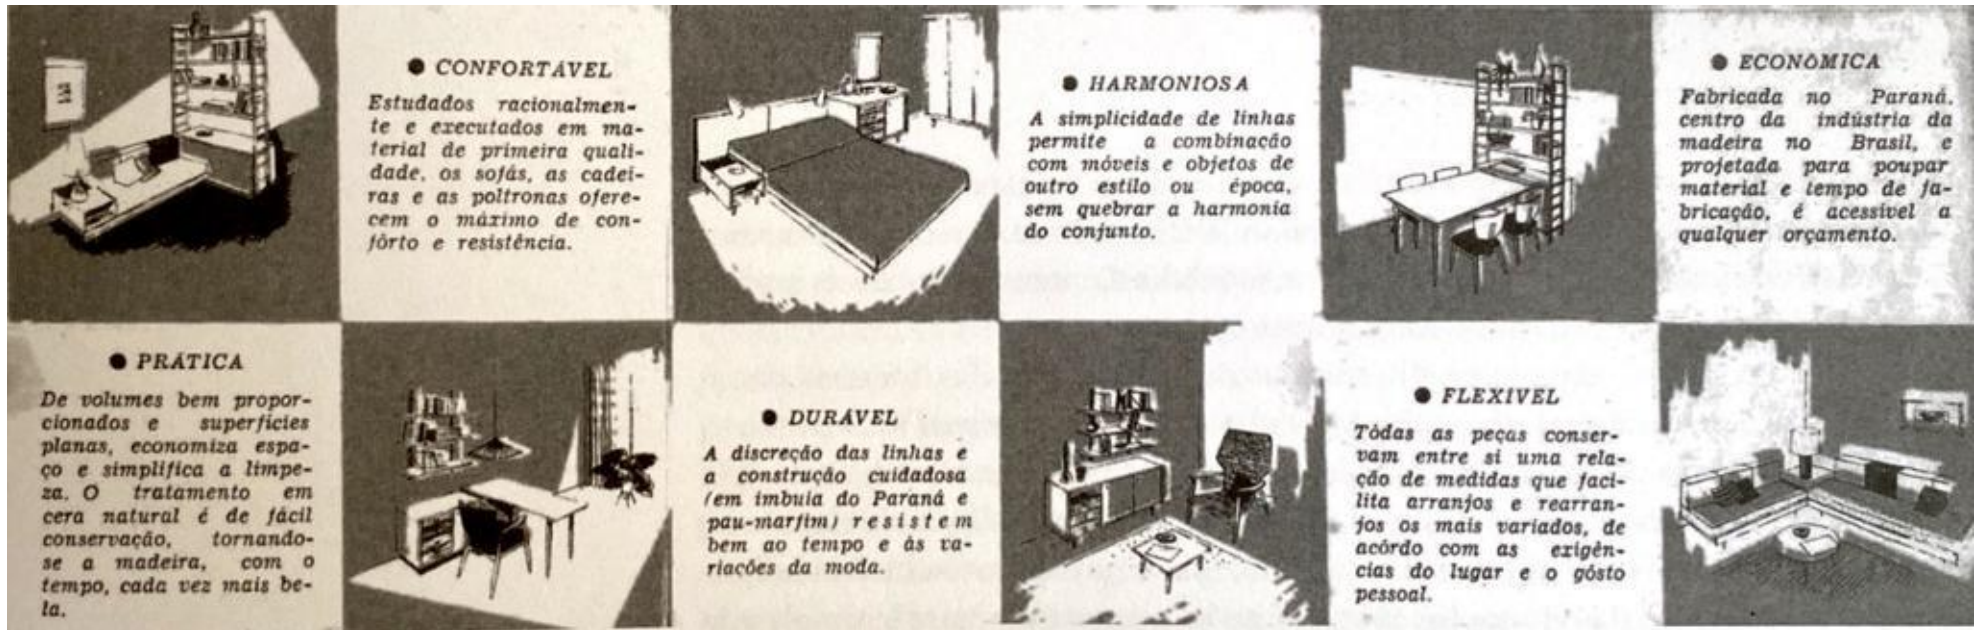 ● CONFORTÁVEL
Estudados racionalmen-
te e executados em ma-
terial de primeira quali-
dade, os sofás, as cadei-
ras e as poltronas ofere-
cem o máximo de con-
fôrto e resistência.
● HARMONIOSA
A simplicidade de linhas
permite a combinação
com móveis e objetos de
outro estilo ou época,
sem quebrar a harmonia
do conjunto.
● ECONÔMICA
Fabricada no Paraná,
centro da indústria da
madeira no Brasil, e
projetada para poupar
material e tempo de fa-
bricação, é acessível a
qualquer orçamento.
● PRÁTICA
De volumes bem propor-
cionados e superfícies
planas, economiza espa-
ço e simplifica a limpe-
za. O tratamento em
cera natural é de fácil
conservação, tornando-
se a madeira, com o
tempo, cada vez mais be-
la.
● DURÁVEL
A discreção das linhas e
a construção cuidadosa
(em imbuia do Paraná e
pau-marfim) resistem
bem ao tempo e às va-
riações da moda.
● FLEXÍVEL
Tôdas as peças conser-
vam entre si uma rela-
ção de medidas que faci-
lita arranjos e rearran-
jos os mais variados, de
acôrdo com as exigên-
cias do lugar e o gôsto
pessoal.